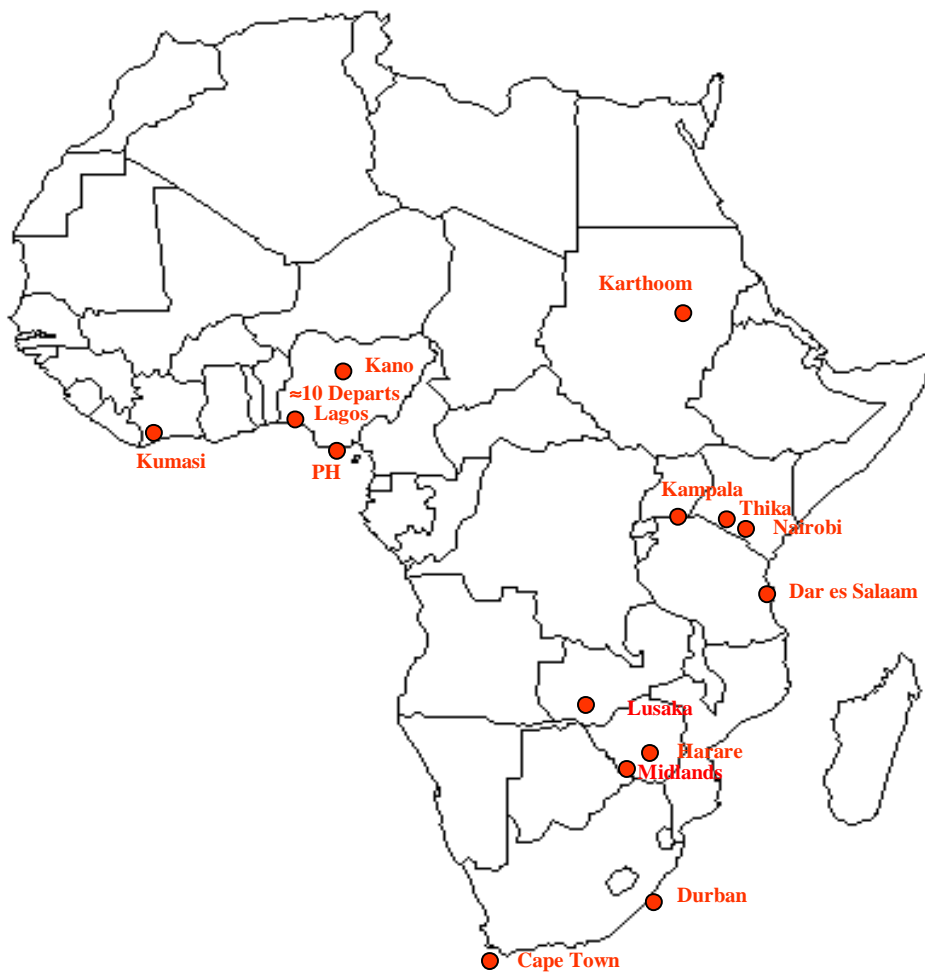 Karthoom
Kano
≈10 Departs
Lagos
Kumasi
PH
Kampala
Thika
Nairobi
Dar es Salaam
Lusaka
Harare
Midlands
Durban
Cape Town